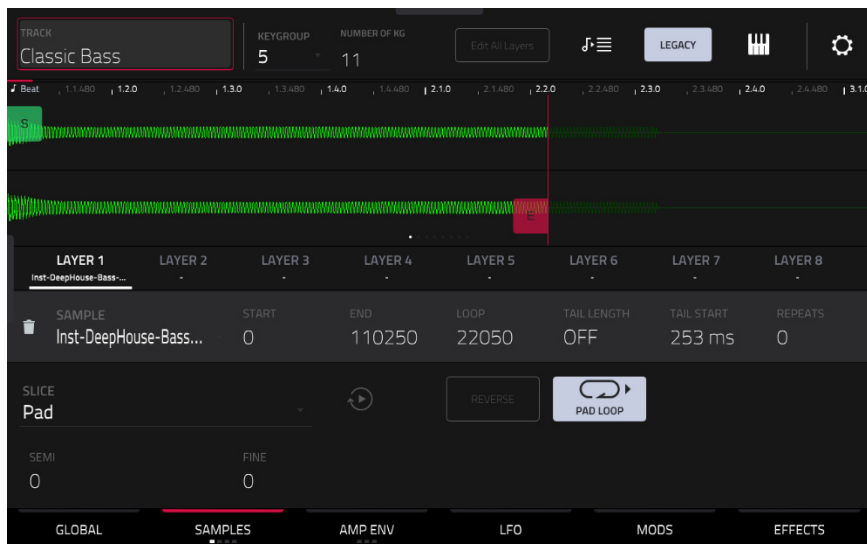 TRACK
Classic Bass
KEYGROUP
5
NUMBER OF KG
11
Edit All Layers
LEGACY
Beat 1.1.480 1.2.0 1.2.480 1.3.0 1.3.480 1.4.0 1.4.480 2.1.0 2.1.480 2.2.0 2.2.480 2.3.0 2.3.480 2.4.0 2.4.480 3.1.0
S
E
LAYER 1 LAYER 2 LAYER 3 LAYER 4 LAYER 5 LAYER 6 LAYER 7 LAYER 8
Inst-DeepHouse-Bass-... - - - - - - -
SAMPLE START END LOOP TAIL LENGTH TAIL START REPEATS
Inst-DeepHouse-Bass... 0 110250 22050 OFF 253 ms 0
SLICE
Pad
REVERSE
PAD LOOP
SEMI FINE
0 0
GLOBAL SAMPLES AMP ENV LFO MODS EFFECTS